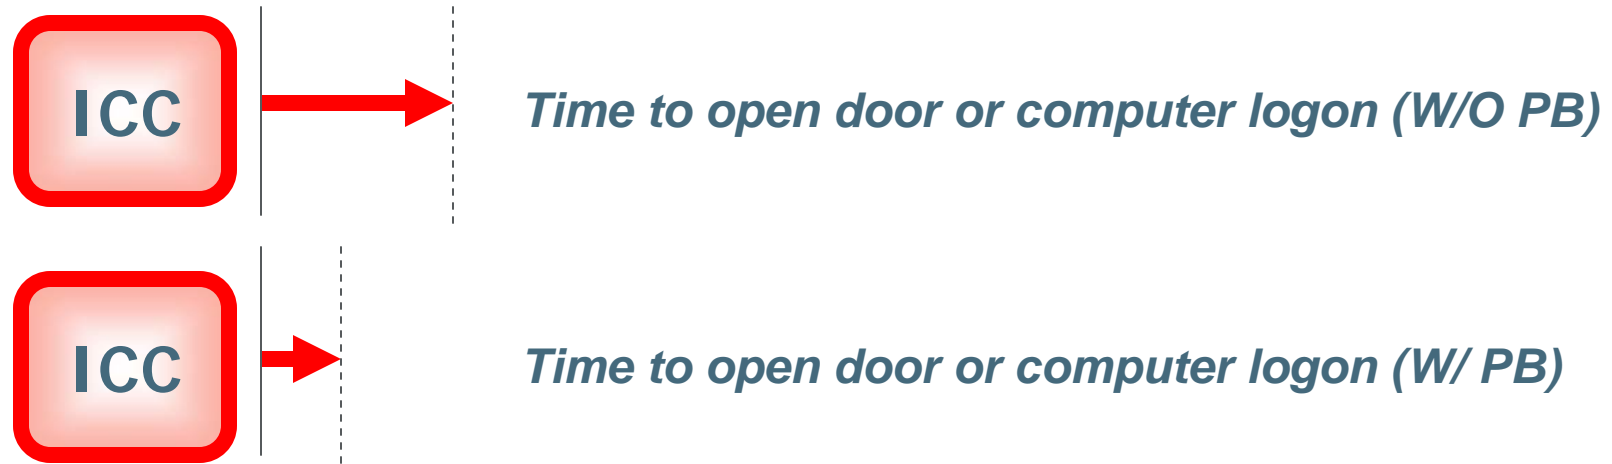 ICC
Time to open door or computer logon (W/O PB)
ICC
Time to open door or computer logon (W/ PB)